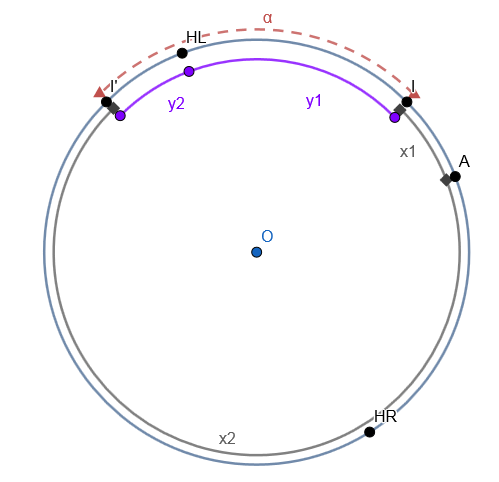 α
HL
I'
I
y2
y1
x1
A
O
HR
x2